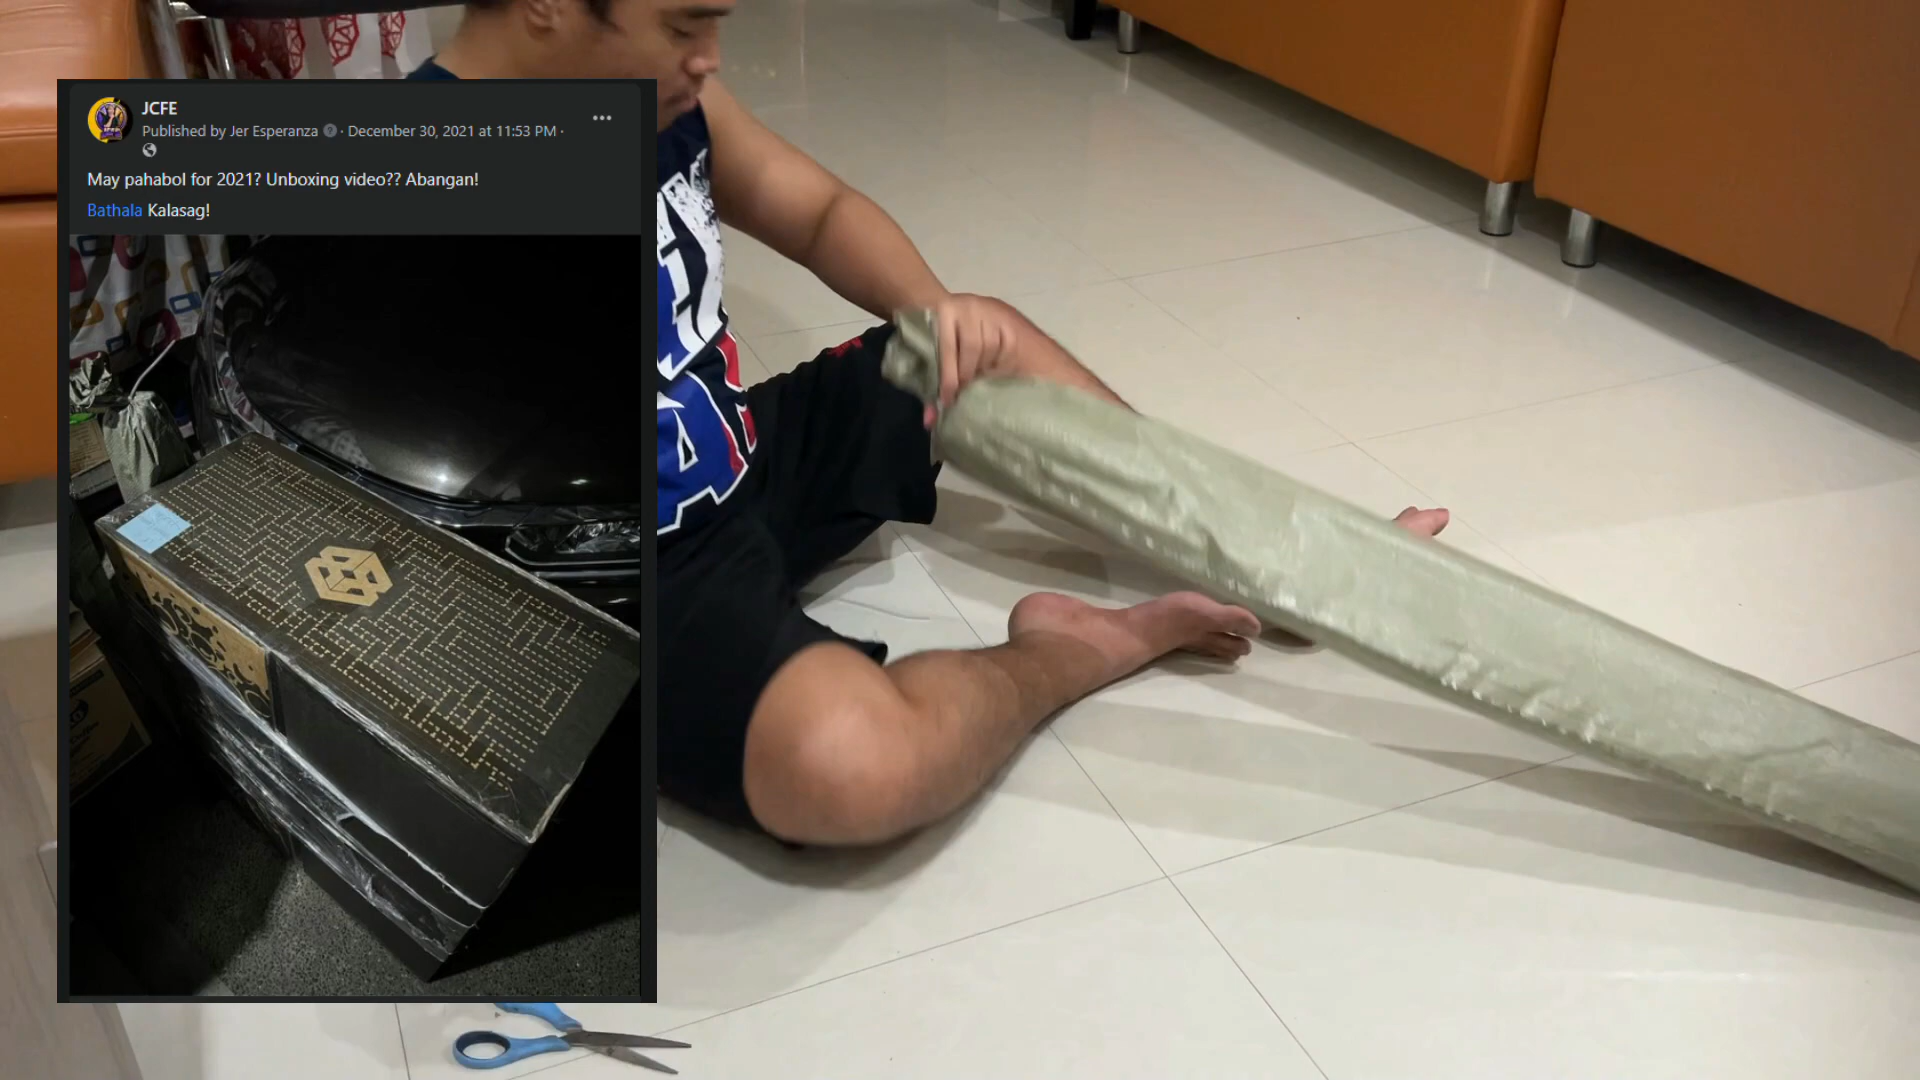 JCFE
Published by Jer Esperanza · December 30, 2021 at 11:53 PM ·
May pahabol for 2021? Unboxing video?? Abangan!
Bathala Kalasag!